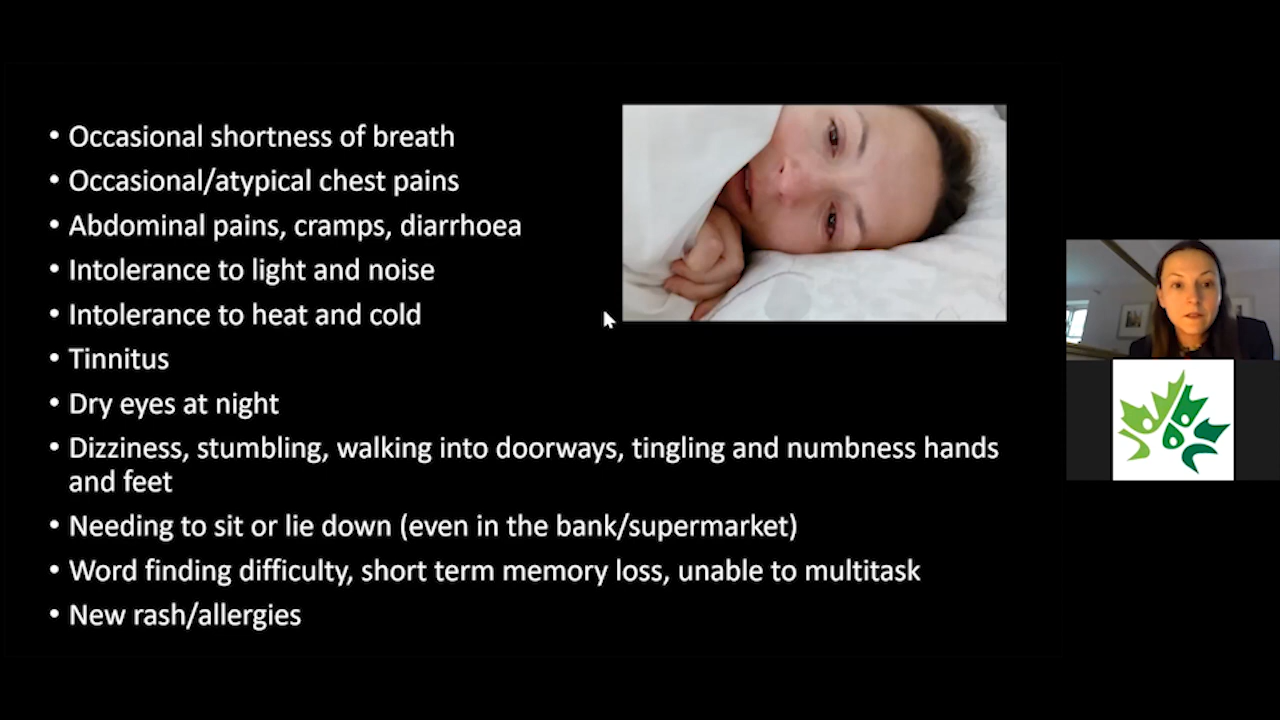 • Occasional shortness of breath
• Occasional/atypical chest pains
• Abdominal pains, cramps, diarrhoea
• Intolerance to light and noise
• Intolerance to heat and cold
• Tinnitus
• Dry eyes at night
• Dizziness, stumbling, walking into doorways, tingling and numbness hands
and feet
• Needing to sit or lie down (even in the bank/supermarket)
• Word finding difficulty, short term memory loss, unable to multitask
• New rash/allergies